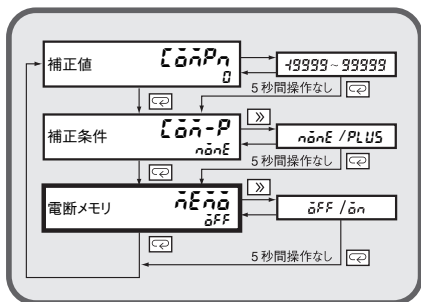 補正値 CompN
0
-19999~99999
5秒間操作なし
補正条件 Com-P
nonE
nonE /PLUS
5秒間操作なし
電断メモリ mEmo
oFF
oFF /on
5秒間操作なし